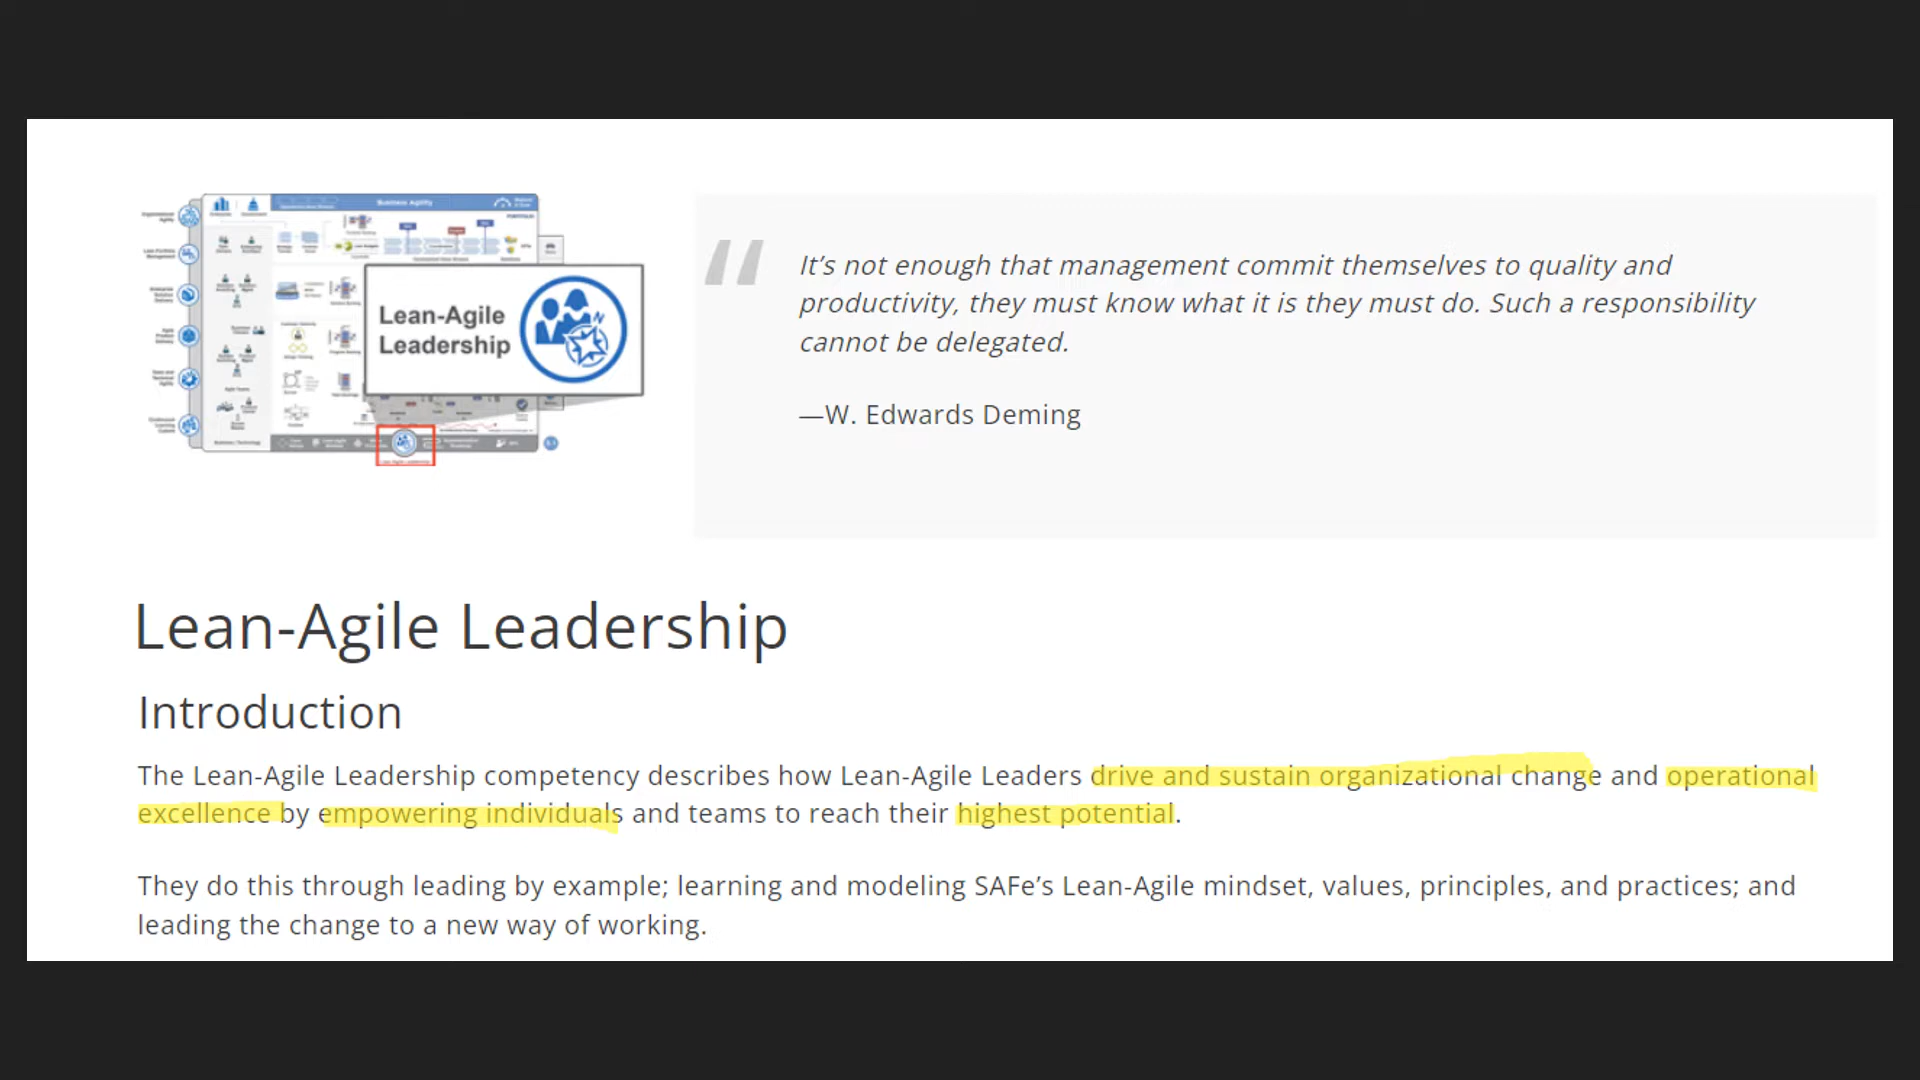 Business Agility
PORTFOLIO
Lean-Agile
Leadership
It’s not enough that management commit themselves to quality and
productivity, they must know what it is they must do. Such a responsibility
cannot be delegated.
—W. Edwards Deming
Lean-Agile Leadership
Introduction
The Lean-Agile Leadership competency describes how Lean-Agile Leaders drive and sustain organizational change and operational
excellence by empowering individuals and teams to reach their highest potential.
They do this through leading by example; learning and modeling SAFe’s Lean-Agile mindset, values, principles, and practices; and
leading the change to a new way of working.